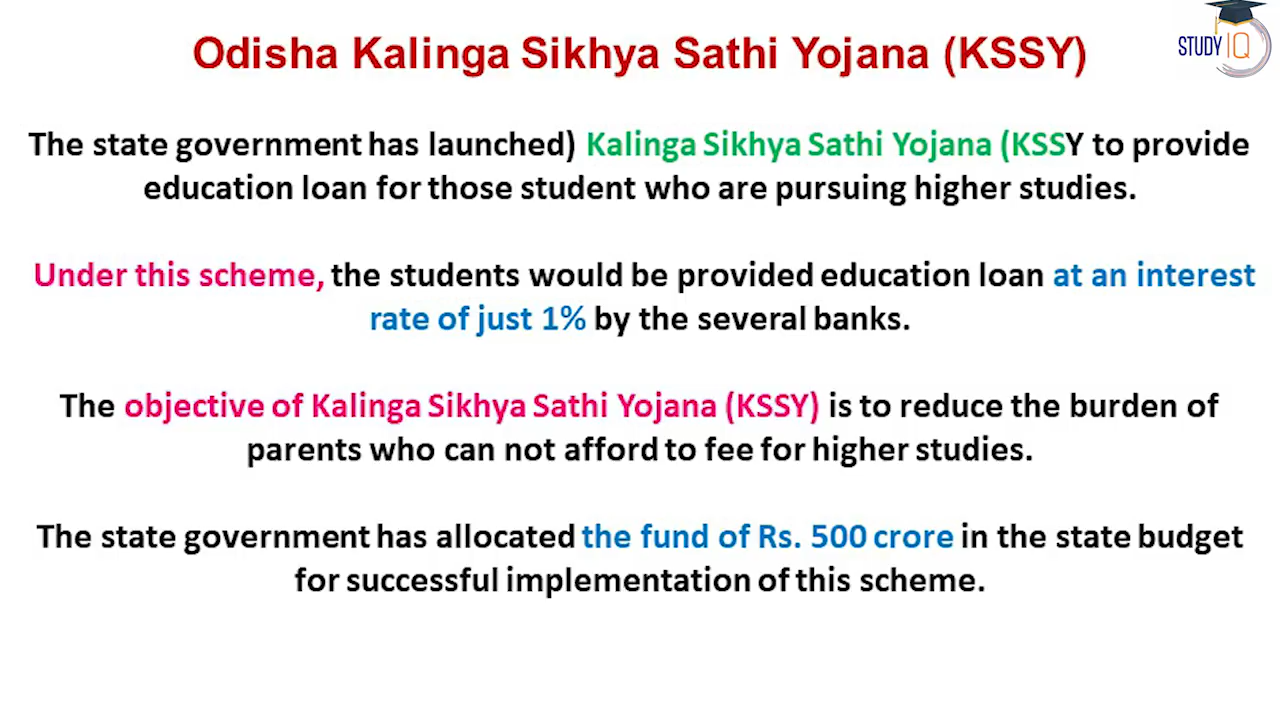 Odisha Kalinga Sikhya Sathi Yojana (KSSY)
STUDY IQ
The state government has launched) Kalinga Sikhya Sathi Yojana (KSSY to provide
education loan for those student who are pursuing higher studies.
Under this scheme, the students would be provided education loan at an interest
rate of just 1% by the several banks.
The objective of Kalinga Sikhya Sathi Yojana (KSSY) is to reduce the burden of
parents who can not afford to fee for higher studies.
The state government has allocated the fund of Rs. 500 crore in the state budget
for successful implementation of this scheme.